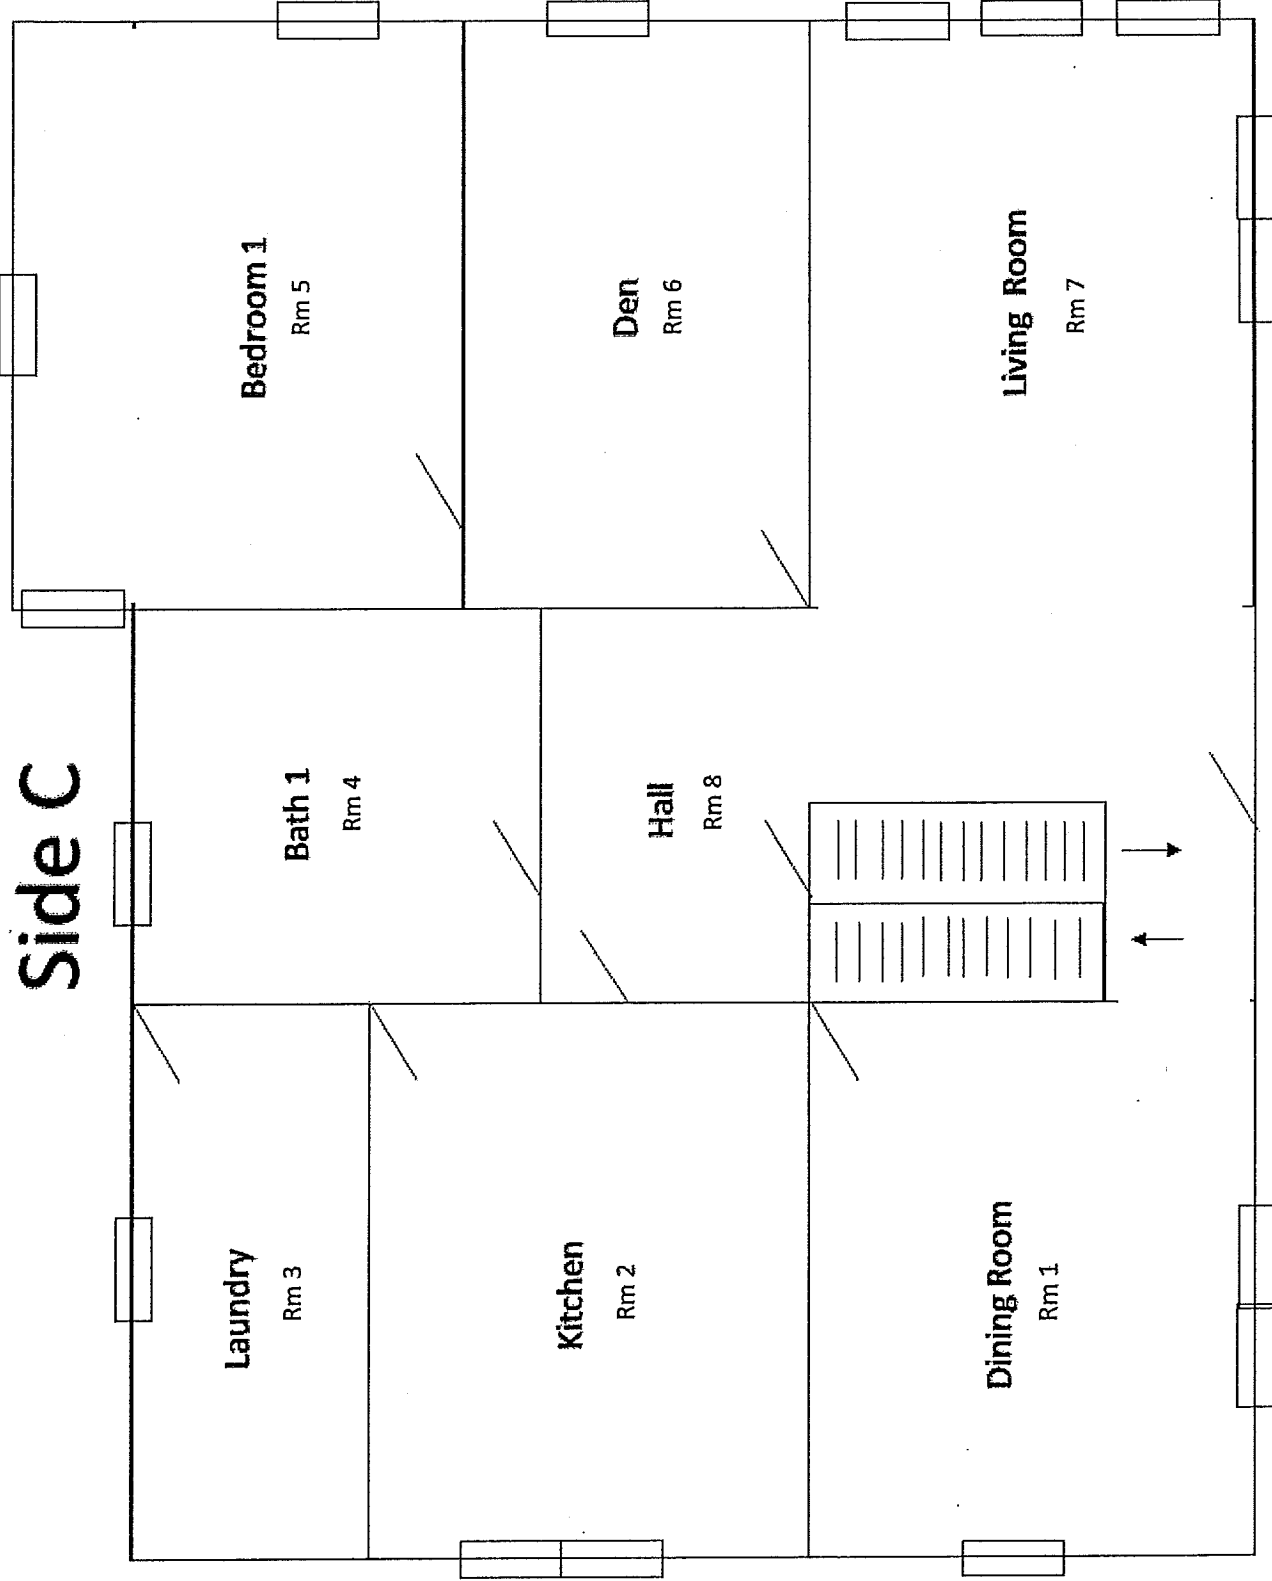 Side C
Laundry
Rm 3
Bath 1
Rm 4
Bedroom 1
Rm 5
Kitchen
Rm 2
Hall
Rm 8
Den
Rm 6
Dining Room
Rm 1
Living Room
Rm 7